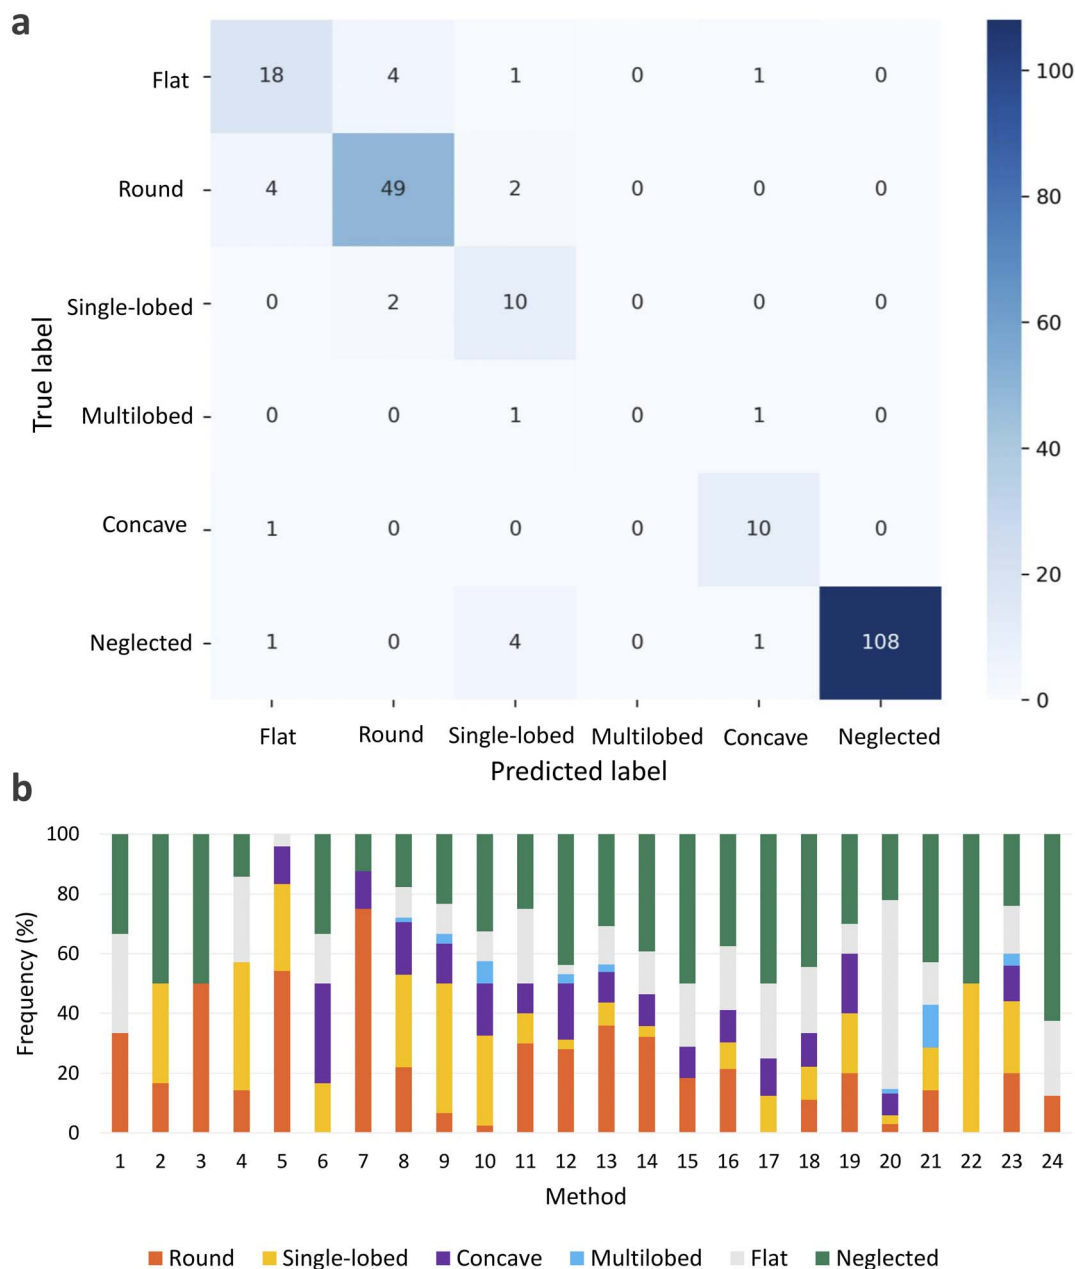 a
Flat 18 4 1 0 1 0
Round 4 49 2 0 0 0
Single-lobed 0 2 10 0 0 0
Multilobed 0 0 1 0 1 0
Concave 1 0 0 0 10 0
Neglected 1 0 4 0 1 108
True label
Flat Round Single-lobed Multilobed Concave Neglected
Predicted label
100
80
60
40
20
0
b
100
80
60
40
20
0
Frequency (%)
1 2 3 4 5 6 7 8 9 10 11 12 13 14 15 16 17 18 19 20 21 22 23 24
Method
Round Single-lobed Concave Multilobed Flat Neglected